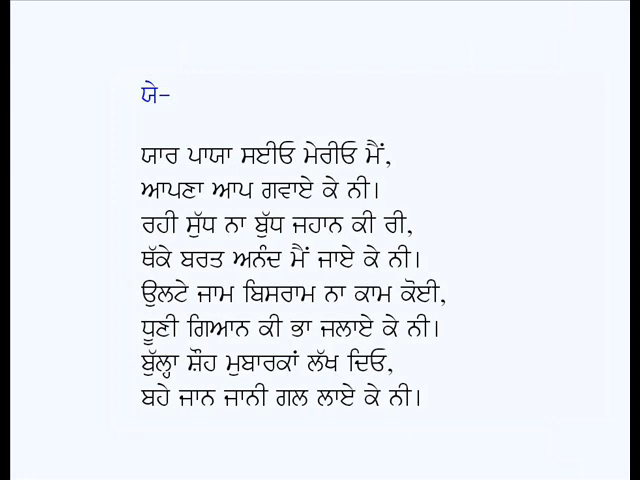 ਯੇ-
ਯਾਰ ਪਾਯਾ ਸਈਓ ਮੇਰੀਓ ਮੈਂ,
ਆਪਣਾ ਆਪ ਗਵਾਏ ਕੇ ਨੀ।
ਰਹੀ ਸੁੱਧ ਨਾ ਬੁੱਧ ਜਹਾਨ ਕੀ ਰੀ,
ਥੱਕੇ ਬਰਤ ਅਨੰਦ ਮੈਂ ਜਾਏ ਕੇ ਨੀ।
ਉਲਟੇ ਜਾਮ ਬਿਸਰਾਮ ਨਾ ਕਾਮ ਕੋਈ,
ਧੂਣੀ ਗਿਆਨ ਕੀ ਭਾ ਜਲਾਏ ਕੇ ਨੀ।
ਬੁੱਲ੍ਹਾ ਸ਼ੌਹ ਮੁਬਾਰਕਾਂ ਲੱਖ ਦਿਓ,
ਬਹੇ ਜਾਨ ਜਾਨੀ ਗਲ ਲਾਏ ਕੇ ਨੀ।